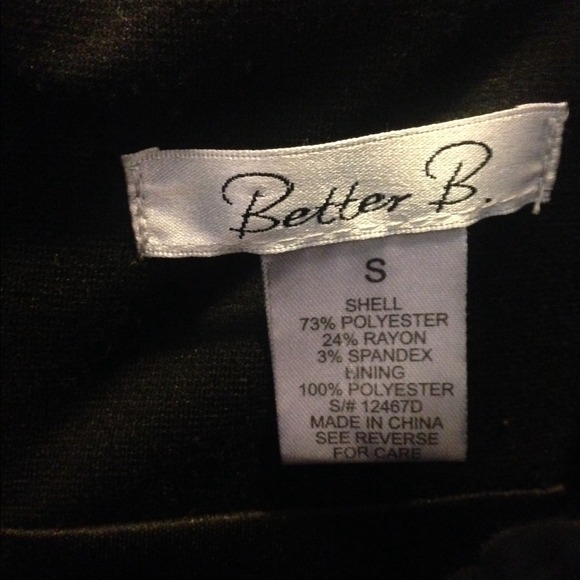 Better B.
S
SHELL
73% POLYESTER
24% RAYON
3% SPANDEX
LINING
100% POLYESTER
S/# 12467D
MADE IN CHINA
SEE REVERSE
FOR CARE